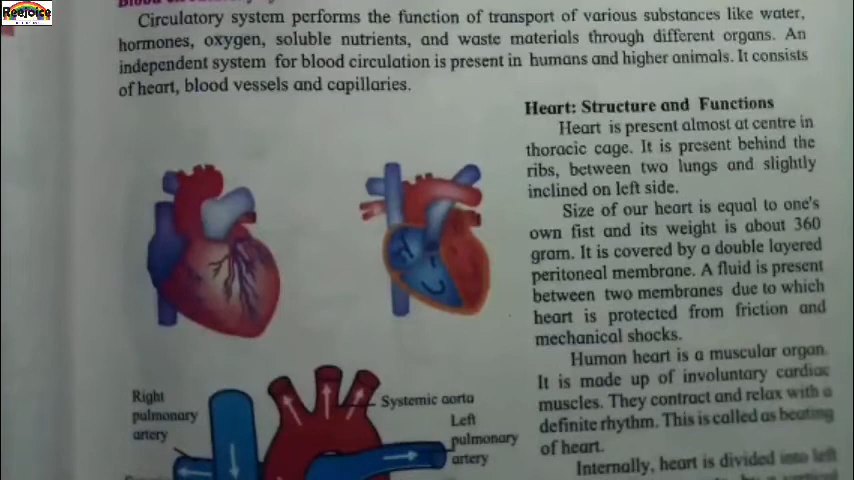 Reejoice
Circulatory system performs the function of transport of various substances like water,
hormones, oxygen, soluble nutrients, and waste materials through different organs. An
independent system for blood circulation is present in humans and higher animals. It consists
of heart, blood vessels and capillaries.
Heart: Structure and Functions
Heart is present almost at centre in
thoracic cage. It is present behind the
ribs, between two lungs and slightly
inclined on left side.
Size of our heart is equal to one's
own fist and its weight is about 360
gram. It is covered by a double layered
peritoneal membrane. A fluid is present
between two membranes due to which
heart is protected from friction and
mechanical shocks.
Human heart is a muscular organ.
It is made up of involuntary cardiac
muscles. They contract and relax with a
definite rhythm. This is called as beating
of heart.
Internally, heart is divided into left
Right
pulmonary
artery
Systemic aorta
Left
pulmonary
artery